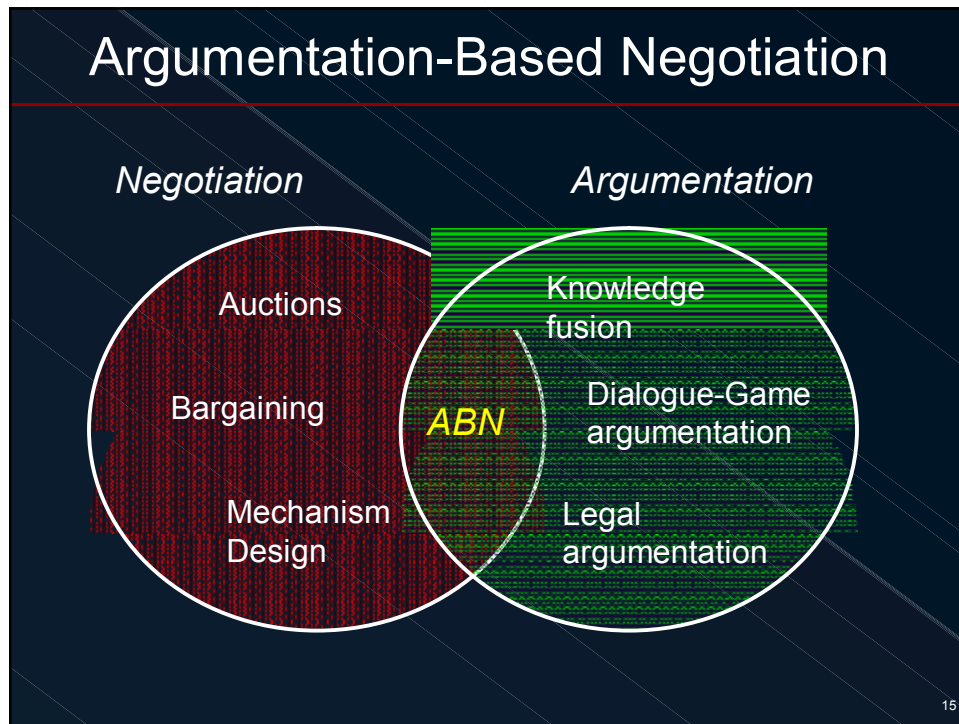 Argumentation-Based Negotiation
Negotiation
Argumentation
Auctions
Knowledge
fusion
Bargaining
ABN
Dialogue-Game
argumentation
Mechanism
Design
Legal
argumentation
15